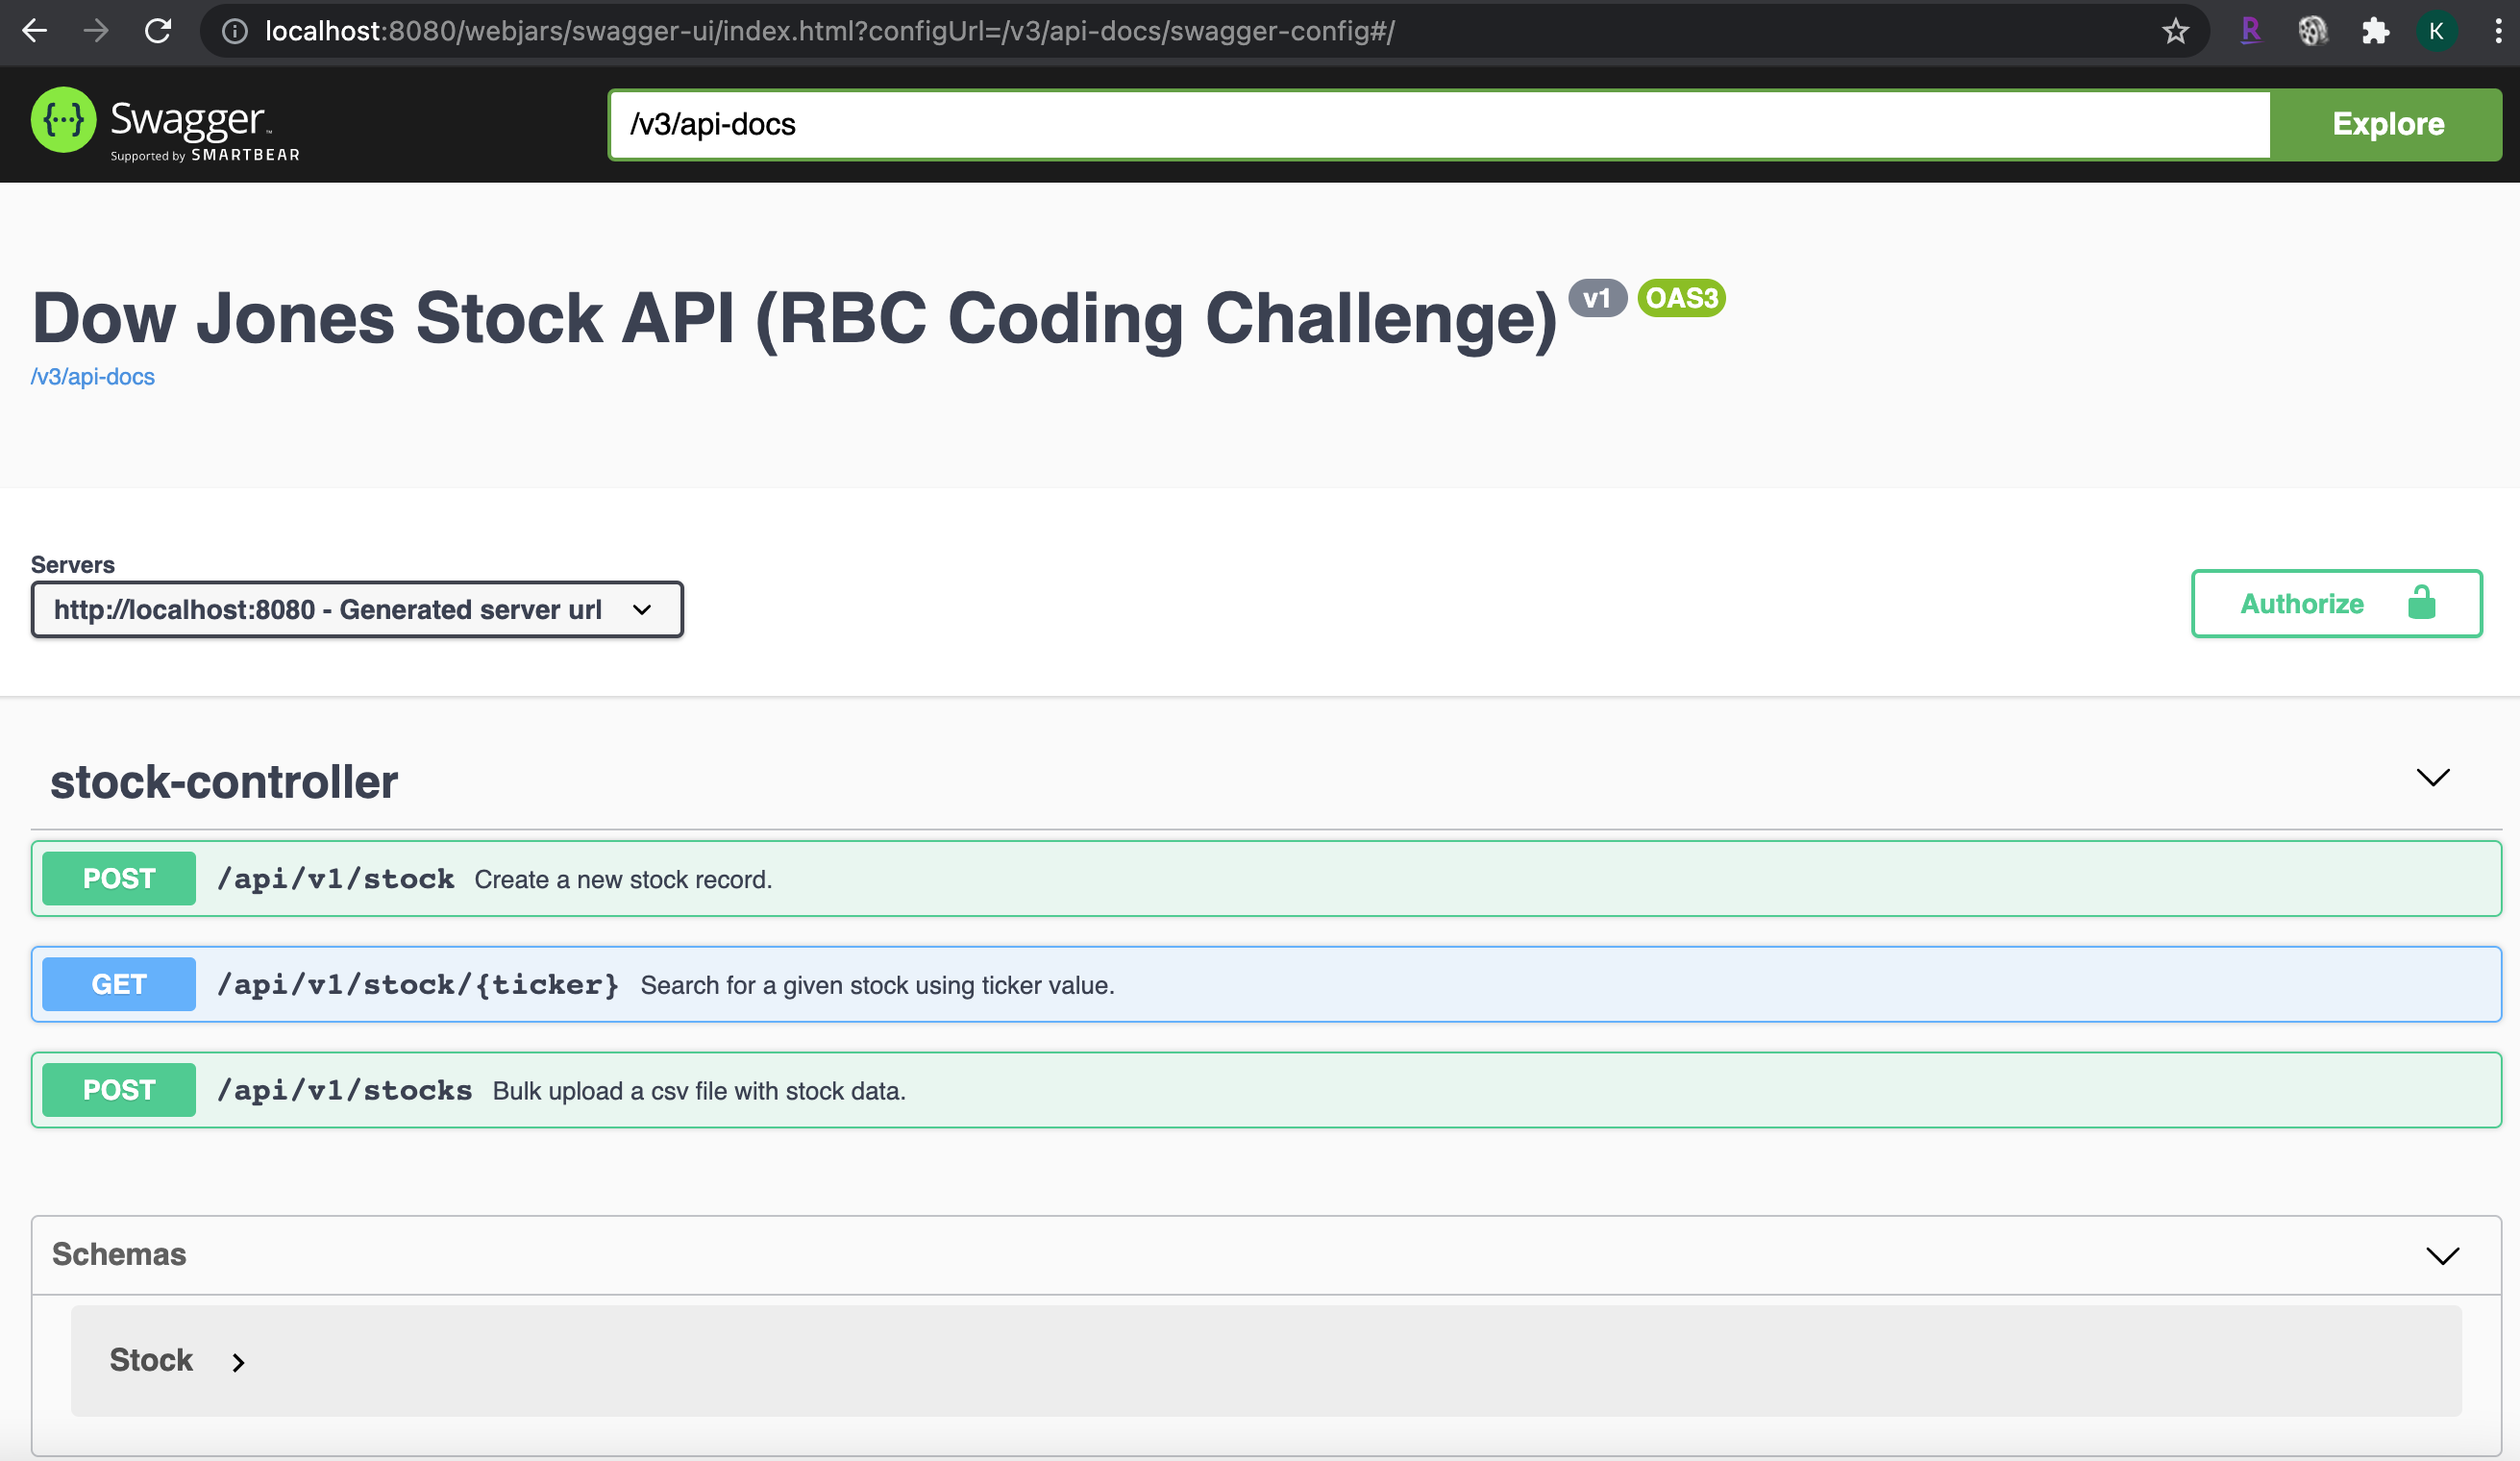 localhost:8080/webjars/swagger-ui/index.html?configUrl=/v3/api-docs/swagger-config#/
R
K
{···} Swagger™
Supported by SMARTBEAR
/v3/api-docs
Explore
Dow Jones Stock API (RBC Coding Challenge) v1 OAS3
/v3/api-docs
Servers
http://localhost:8080 - Generated server url
Authorize
stock-controller
POST /api/v1/stock Create a new stock record.
GET /api/v1/stock/{ticker} Search for a given stock using ticker value.
POST /api/v1/stocks Bulk upload a csv file with stock data.
Schemas
Stock